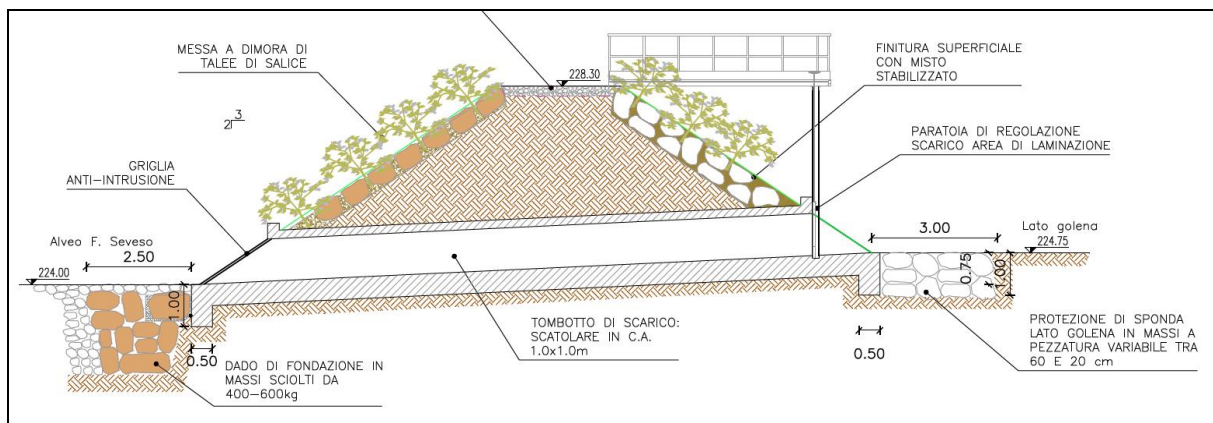 MESSA A DIMORA DI
TALEE DI SALICE
228.30
FINITURA SUPERFICIALE
CON MISTO
STABILIZZATO
3
2
GRIGLIA
ANTI-INTRUSIONE
PARATOIA DI REGOLAZIONE
SCARICO AREA DI LAMINAZIONE
Alveo F. Seveso
2.50
224.00
3.00
Lato golena
224.75
0.75
1.00
1.00
0.50
0.50
TOMBOTTO DI SCARICO:
SCATOLARE IN C.A.
1.0x1.0m
DADO DI FONDAZIONE IN
MASSI SCIOLTI DA
400-600kg
PROTEZIONE DI SPONDA
LATO GOLENA IN MASSI A
PEZZATURA VARIABILE TRA
60 E 20 cm